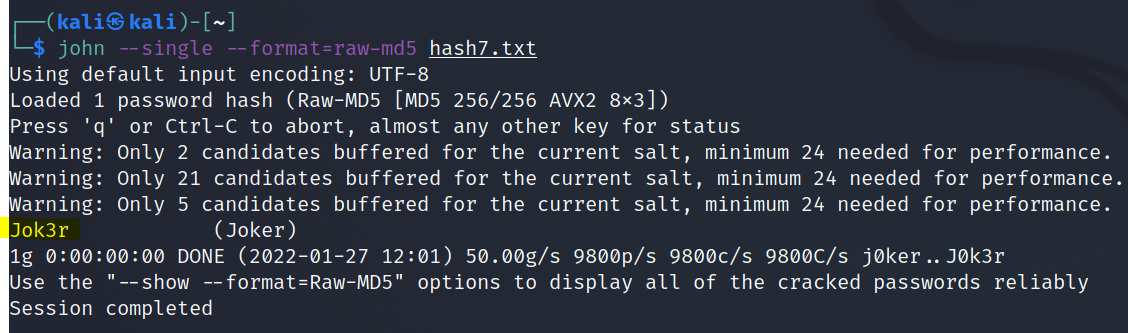 ┌──(kali㉿kali)-[~]
└─$ john --single --format=raw-md5 hash7.txt
Using default input encoding: UTF-8
Loaded 1 password hash (Raw-MD5 [MD5 256/256 AVX2 8×3])
Press 'q' or Ctrl-C to abort, almost any other key for status
Warning: Only 2 candidates buffered for the current salt, minimum 24 needed for performance.
Warning: Only 21 candidates buffered for the current salt, minimum 24 needed for performance.
Warning: Only 5 candidates buffered for the current salt, minimum 24 needed for performance.
Jok3r            (Joker)
1g 0:00:00:00 DONE (2022-01-27 12:01) 50.00g/s 9800p/s 9800c/s 9800C/s j0ker..J0k3r
Use the "--show --format=Raw-MD5" options to display all of the cracked passwords reliably
Session completed